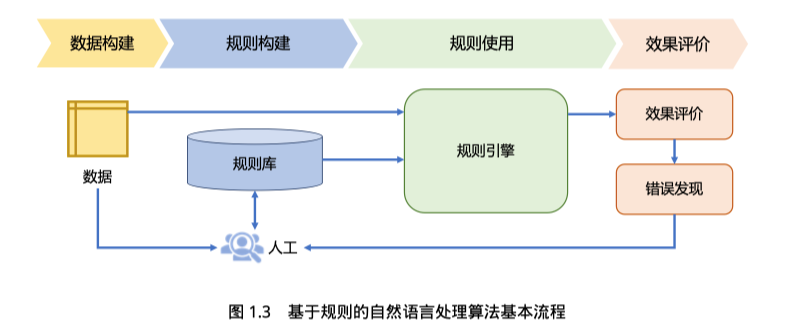 数据构建
规则构建
规则使用
效果评价
数据
规则库
规则引擎
效果评价
错误发现
人工
图 1.3 基于规则的自然语言处理算法基本流程